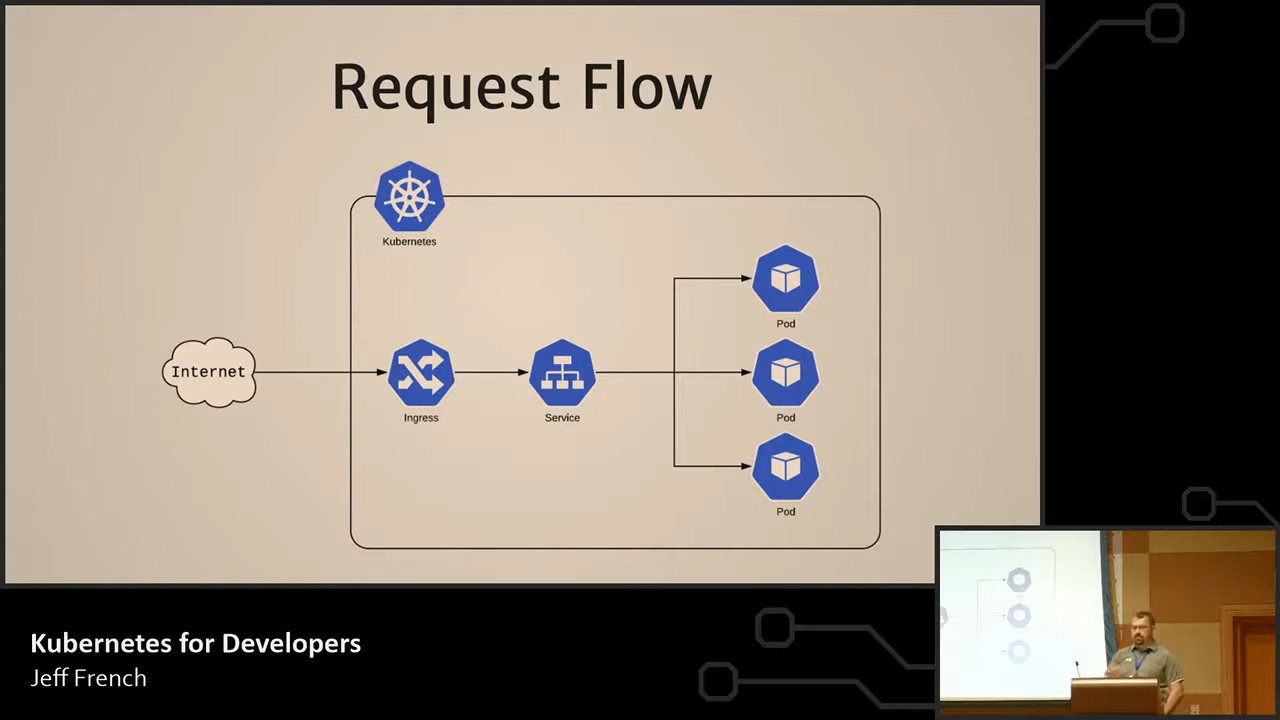 Request Flow
Kubernetes
Internet
Ingress
Service
Pod
Pod
Pod
Kubernetes for Developers
Jeff French